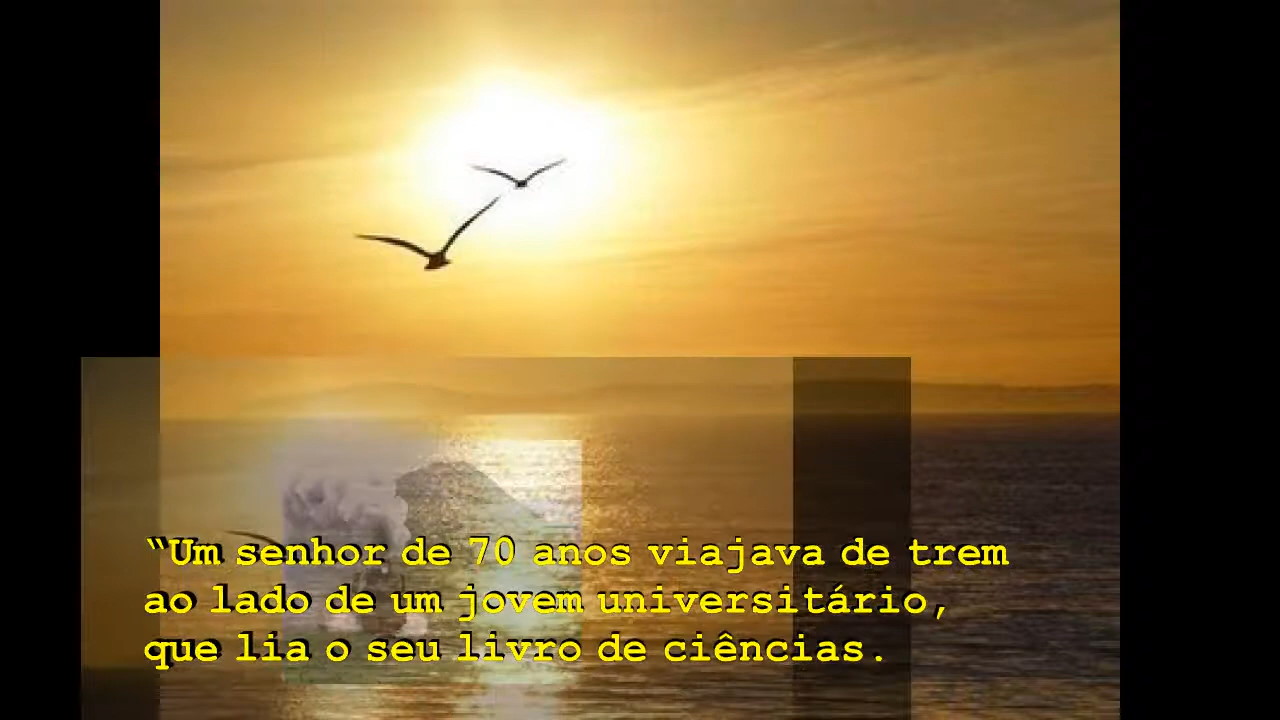 “Um senhor de 70 anos viajava de trem
ao lado de um jovem universitário,
que lia o seu livro de ciências.